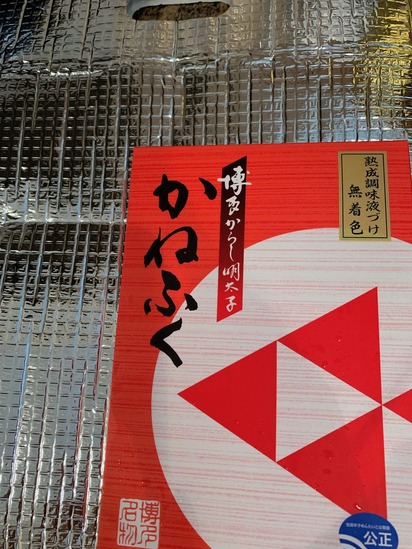 熟成調味液づけ
無着色
博多からし明太子
かねふく
博多
名物
公正